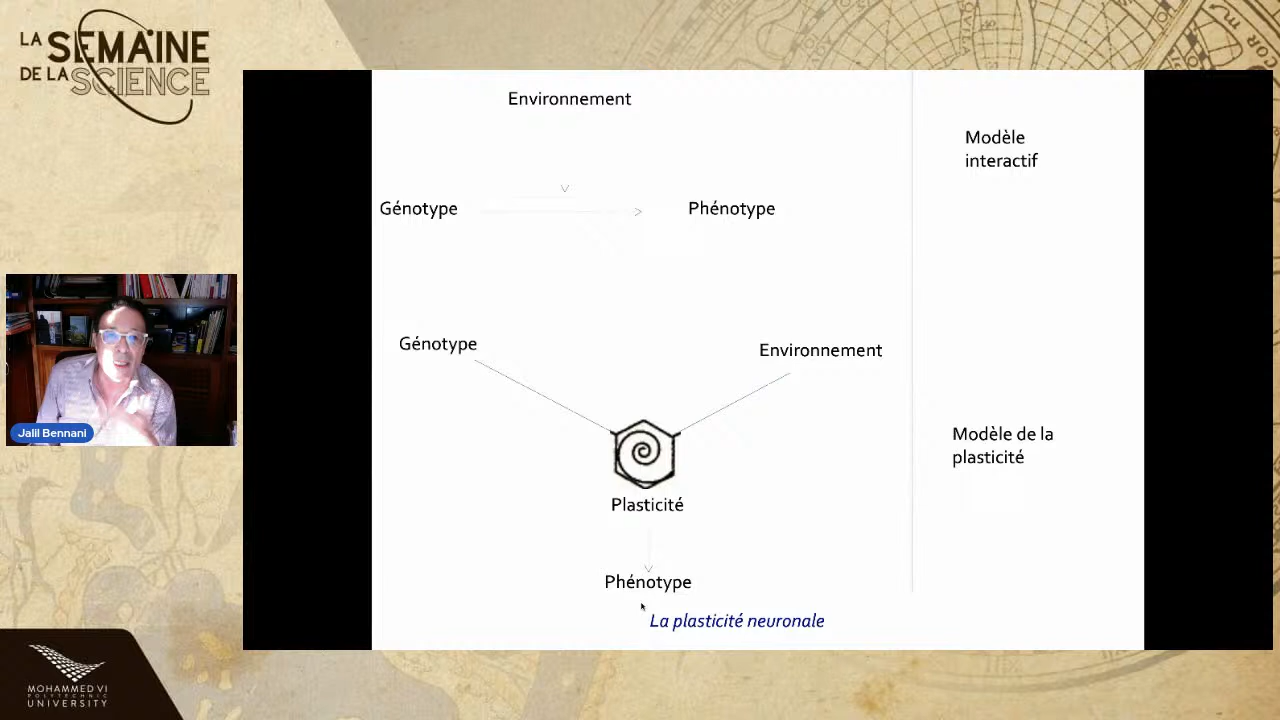 LA SEMAINE
DE LA SCIENCE
Environnement
Modèle
interactif
Génotype
Phénotype
Génotype
Environnement
Modèle de la
plasticité
Plasticité
Phénotype
La plasticité neuronale
Jalil Bennani
MOHAMMED VI
POLYTECHNIC
UNIVERSITY